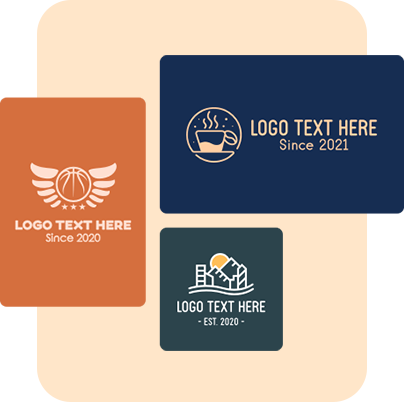 LOGO TEXT HERE
Since 2021
LOGO TEXT HERE
Since 2020
LOGO TEXT HERE
- EST. 2020 -